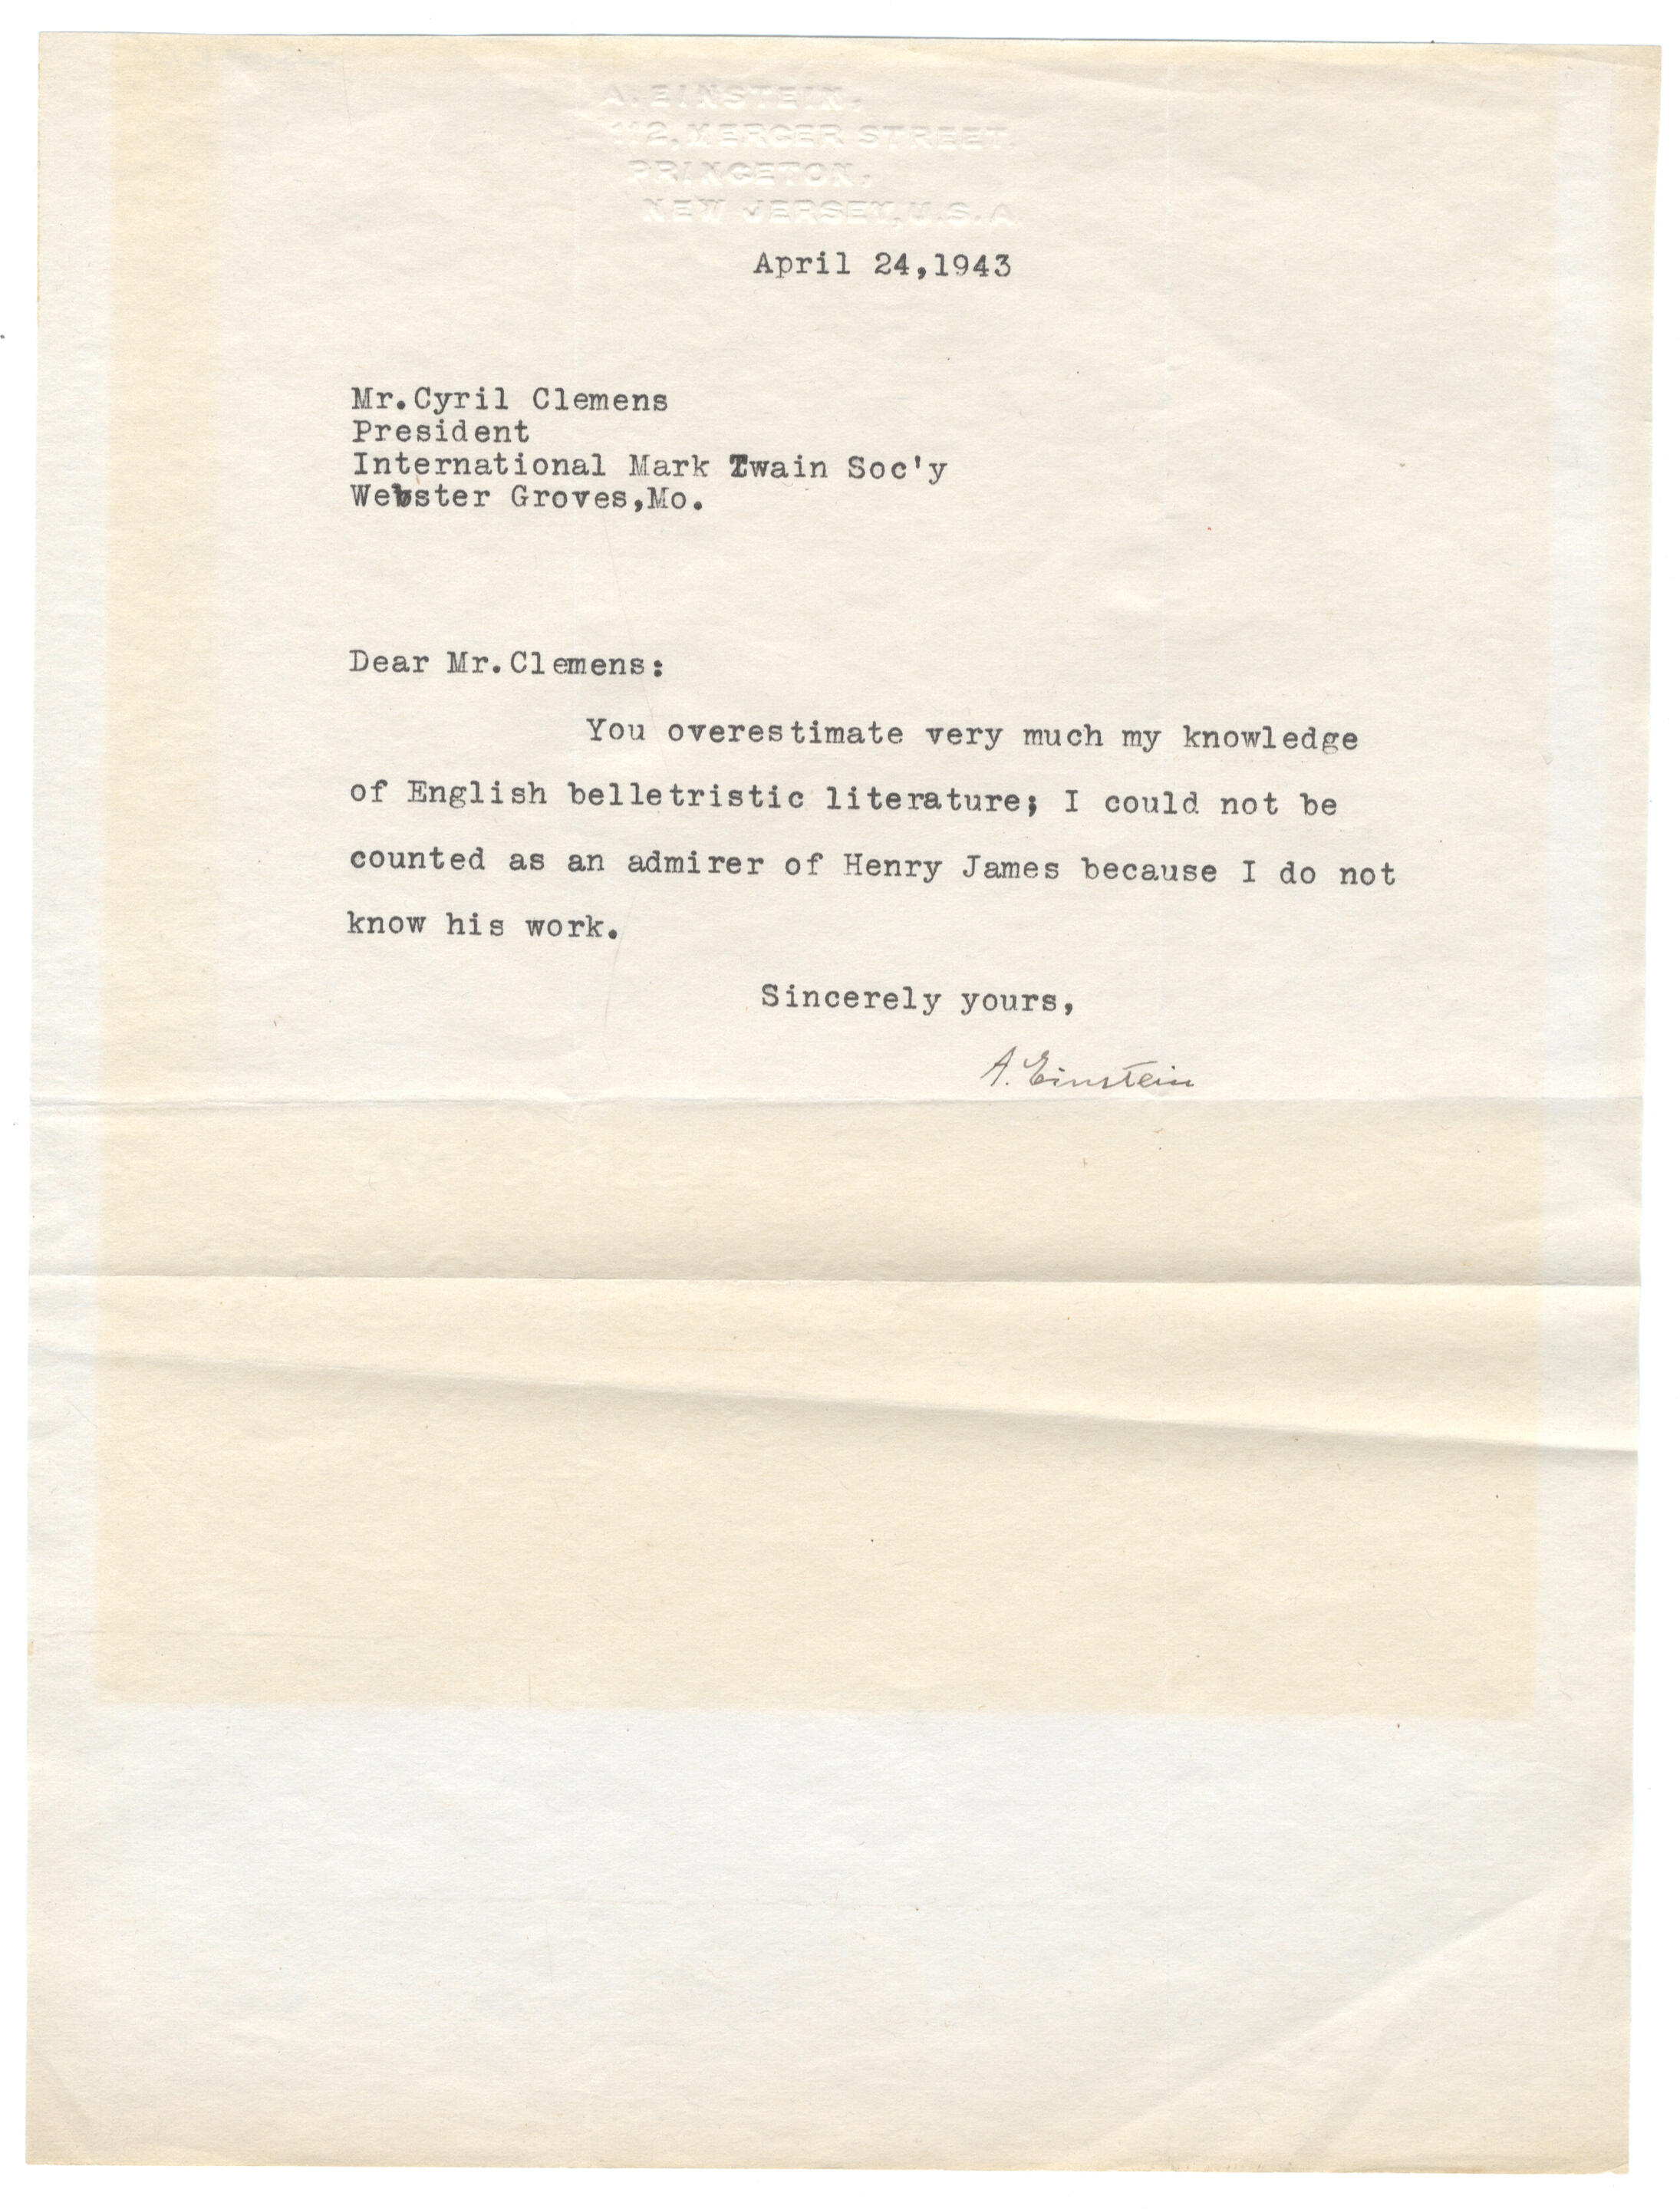 A. EINSTEIN,
112, MERCER STREET,
PRINCETON,
NEW JERSEY, U.S.A.
April 24,1943
Mr.Cyril Clemens
President
International Mark Twain Soc'y
Webster Groves,Mo.
Dear Mr.Clemens:
You overestimate very much my knowledge
of English belletristic literature; I could not be
counted as an admirer of Henry James because I do not
know his work.
Sincerely yours,
A. Einstein